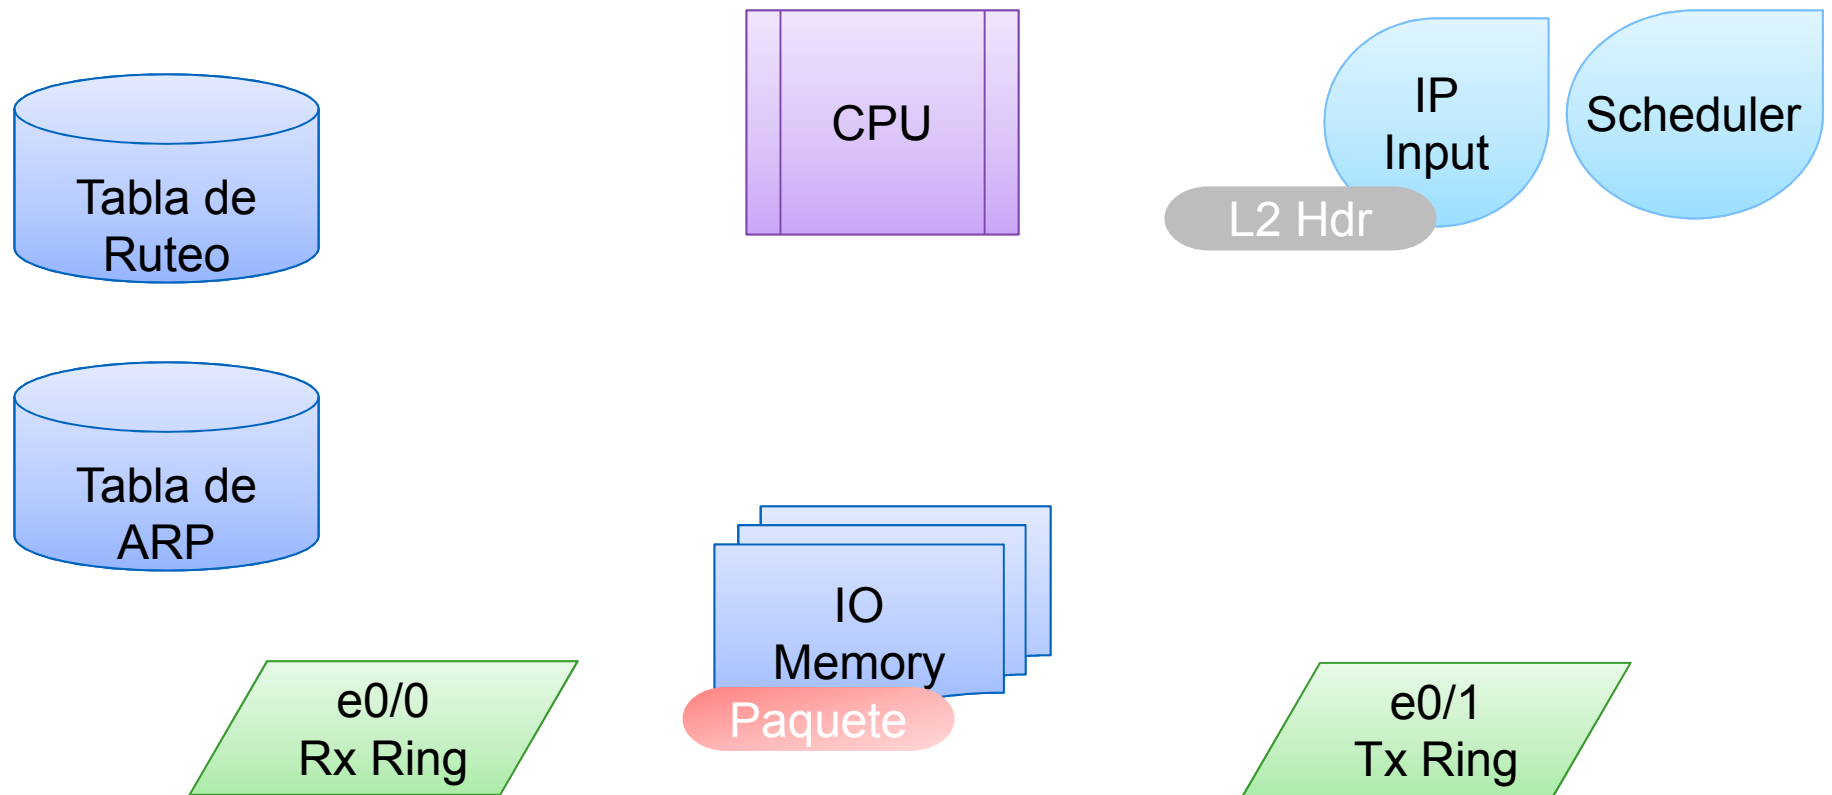 CPU
IP
Input
Scheduler
L2 Hdr
Tabla de
Ruteo
Tabla de
ARP
IO
Memory
Paquete
e0/0
Rx Ring
e0/1
Tx Ring